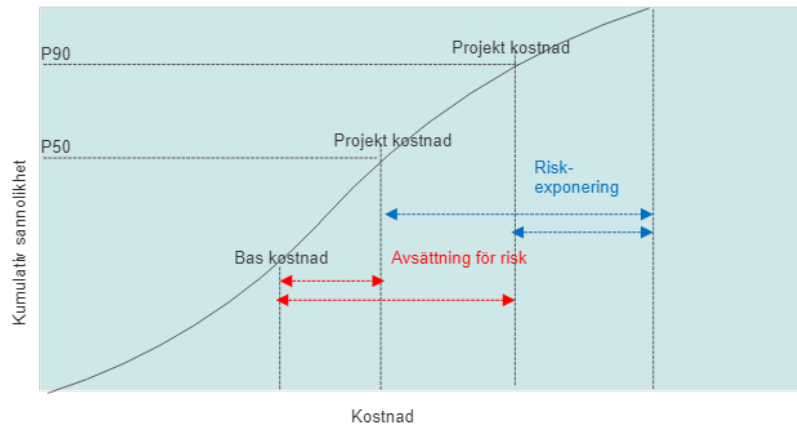 P90
Projekt kostnad
P50
Projekt kostnad
Risk-
exponering
Bas kostnad
Avsättning för risk
Kumulativ sannolikhet
Kostnad